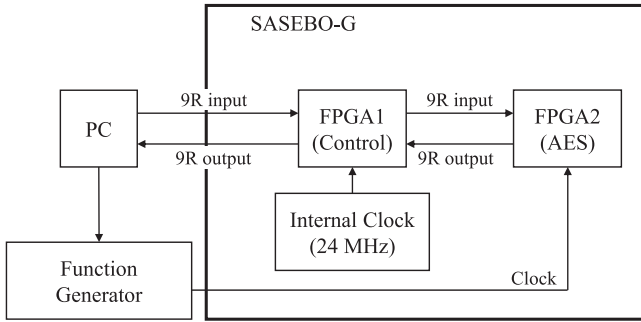 SASEBO-G
9R input
9R input
PC
FPGA1
(Control)
FPGA2
(AES)
9R output
9R output
Internal Clock
(24 MHz)
Function
Generator
Clock